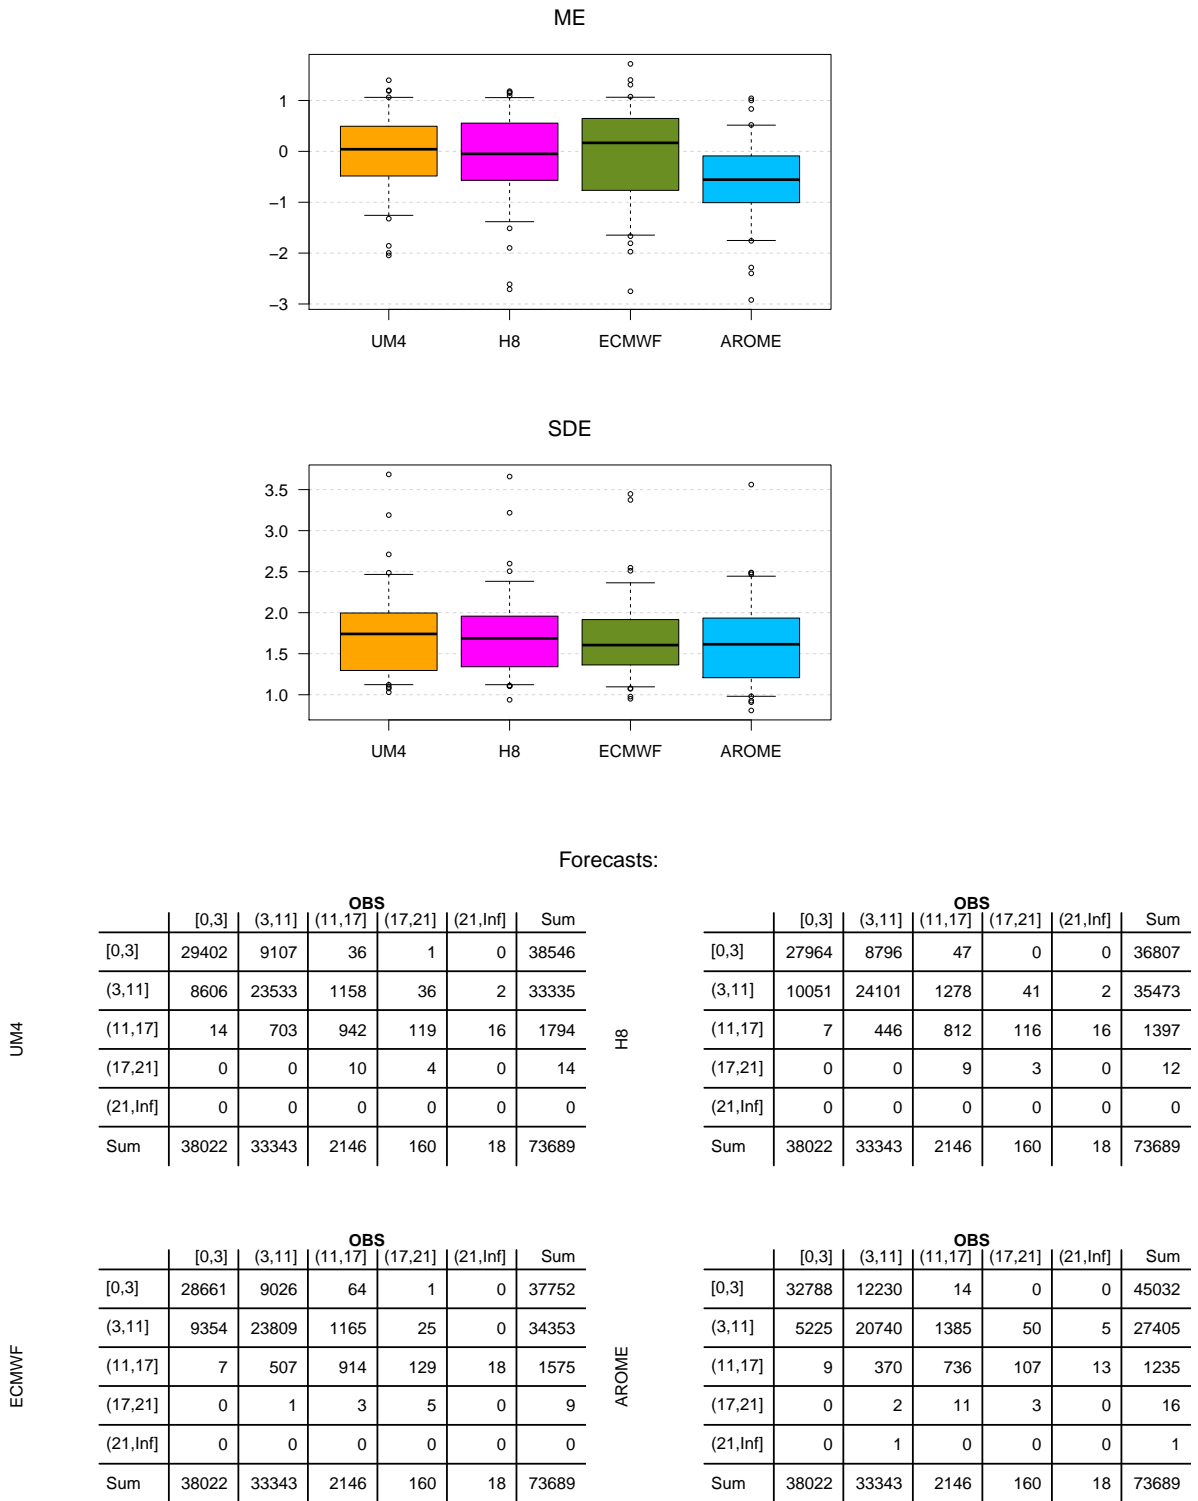 ME
1
0
−1
−2
−3
UM4 H8 ECMWF AROME
SDE
3.5
3.0
2.5
2.0
1.5
1.0
UM4 H8 ECMWF AROME
Forecasts:
UM4
OBS
[0,3] (3,11] (11,17] (17,21] (21,Inf] Sum
[0,3] 29402 9107 36 1 0 38546
(3,11] 8606 23533 1158 36 2 33335
(11,17] 14 703 942 119 16 1794
(17,21] 0 0 10 4 0 14
(21,Inf] 0 0 0 0 0 0
Sum 38022 33343 2146 160 18 73689
H8
OBS
[0,3] (3,11] (11,17] (17,21] (21,Inf] Sum
[0,3] 27964 8796 47 0 0 36807
(3,11] 10051 24101 1278 41 2 35473
(11,17] 7 446 812 116 16 1397
(17,21] 0 0 9 3 0 12
(21,Inf] 0 0 0 0 0 0
Sum 38022 33343 2146 160 18 73689
ECMWF
OBS
[0,3] (3,11] (11,17] (17,21] (21,Inf] Sum
[0,3] 28661 9026 64 1 0 37752
(3,11] 9354 23809 1165 25 0 34353
(11,17] 7 507 914 129 18 1575
(17,21] 0 1 3 5 0 9
(21,Inf] 0 0 0 0 0 0
Sum 38022 33343 2146 160 18 73689
AROME
OBS
[0,3] (3,11] (11,17] (17,21] (21,Inf] Sum
[0,3] 32788 12230 14 0 0 45032
(3,11] 5225 20740 1385 50 5 27405
(11,17] 9 370 736 107 13 1235
(17,21] 0 2 11 3 0 16
(21,Inf] 0 1 0 0 0 1
Sum 38022 33343 2146 160 18 73689